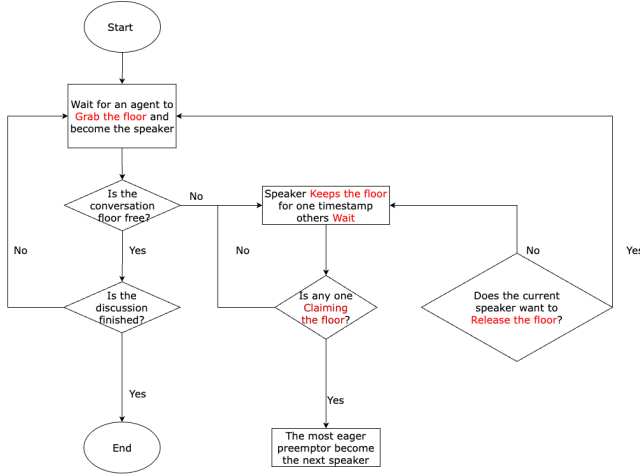 Start
Wait for an agent to
Grab the floor and
become the speaker
Is the
conversation
floor free?
No
Yes
Is the
discussion
finished?
No
Yes
End
Speaker Keeps the floor
for one timestamp
others Wait
No
Is any one
Claiming
the floor?
Yes
The most eager
preemptor become
the next speaker
No
Does the current
speaker want to
Release the floor?
Yes